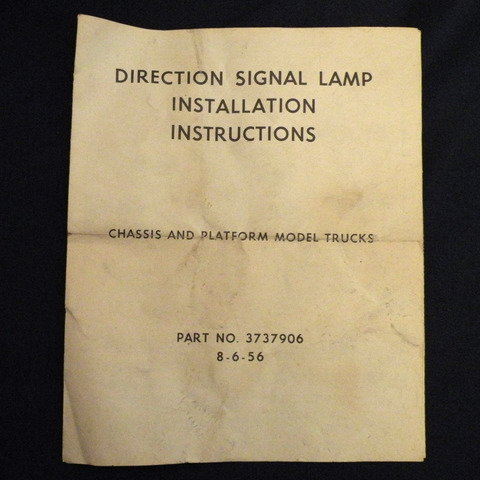 DIRECTION SIGNAL LAMP
INSTALLATION
INSTRUCTIONS
CHASSIS AND PLATFORM MODEL TRUCKS
PART NO. 3737906
8-6-56